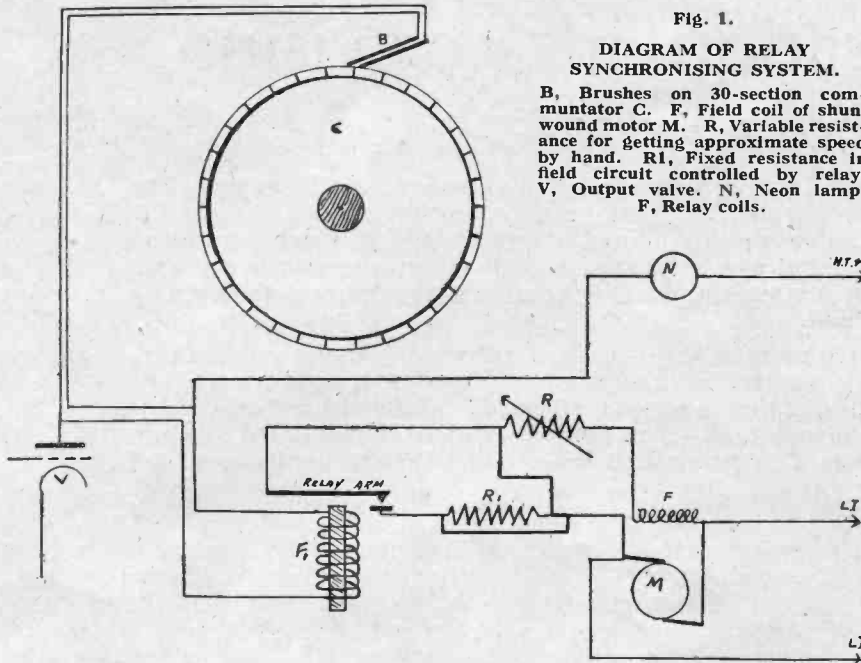 Fig. 1.
DIAGRAM OF RELAY
SYNCHRONISING SYSTEM.
B, Brushes on 30-section com-
muntator C. F, Field coil of shun
wound motor M. R, Variable resist-
ance for getting approximate speed
by hand. R1, Fixed resistance in
field circuit controlled by relay
V, Output valve. N, Neon lamp
F, Relay coils.
B
C
N
H.T.+
R
V
RELAY ARM
R1
F
L.T
F1
M
L.T